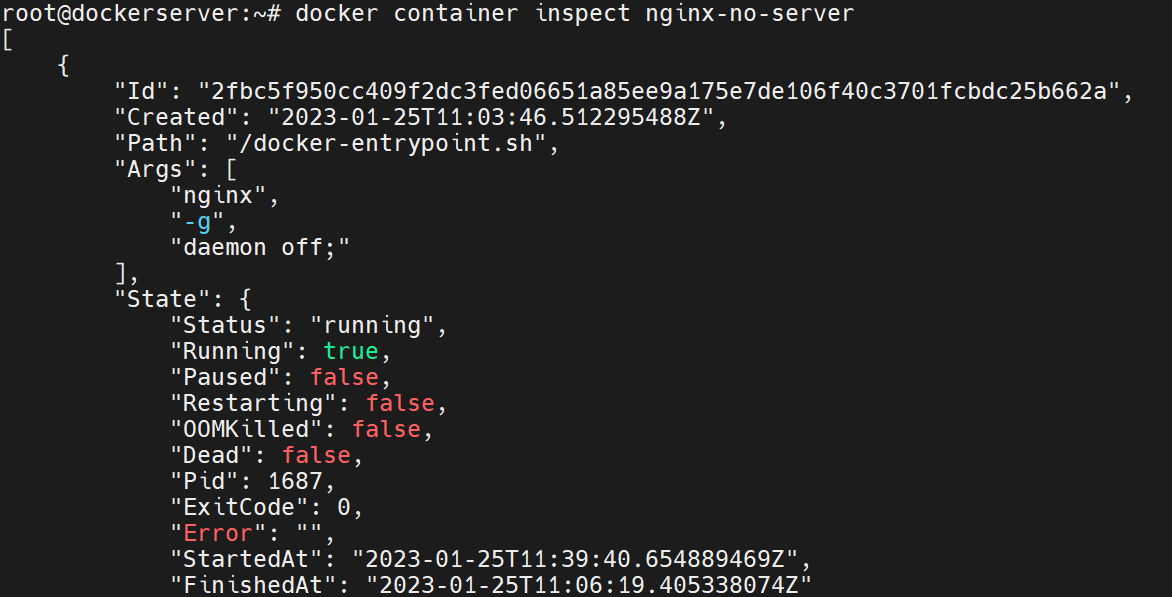 root@dockerserver:~# docker container inspect nginx-no-server
[
    {
        "Id": "2fbc5f950cc409f2dc3fed06651a85ee9a175e7de106f40c3701fcbdc25b662a",
        "Created": "2023-01-25T11:03:46.512295488Z",
        "Path": "/docker-entrypoint.sh",
        "Args": [
            "nginx",
            "-g",
            "daemon off;"
        ],
        "State": {
            "Status": "running",
            "Running": true,
            "Paused": false,
            "Restarting": false,
            "OOMKilled": false,
            "Dead": false,
            "Pid": 1687,
            "ExitCode": 0,
            "Error": "",
            "StartedAt": "2023-01-25T11:39:40.654889469Z",
            "FinishedAt": "2023-01-25T11:06:19.405338074Z"